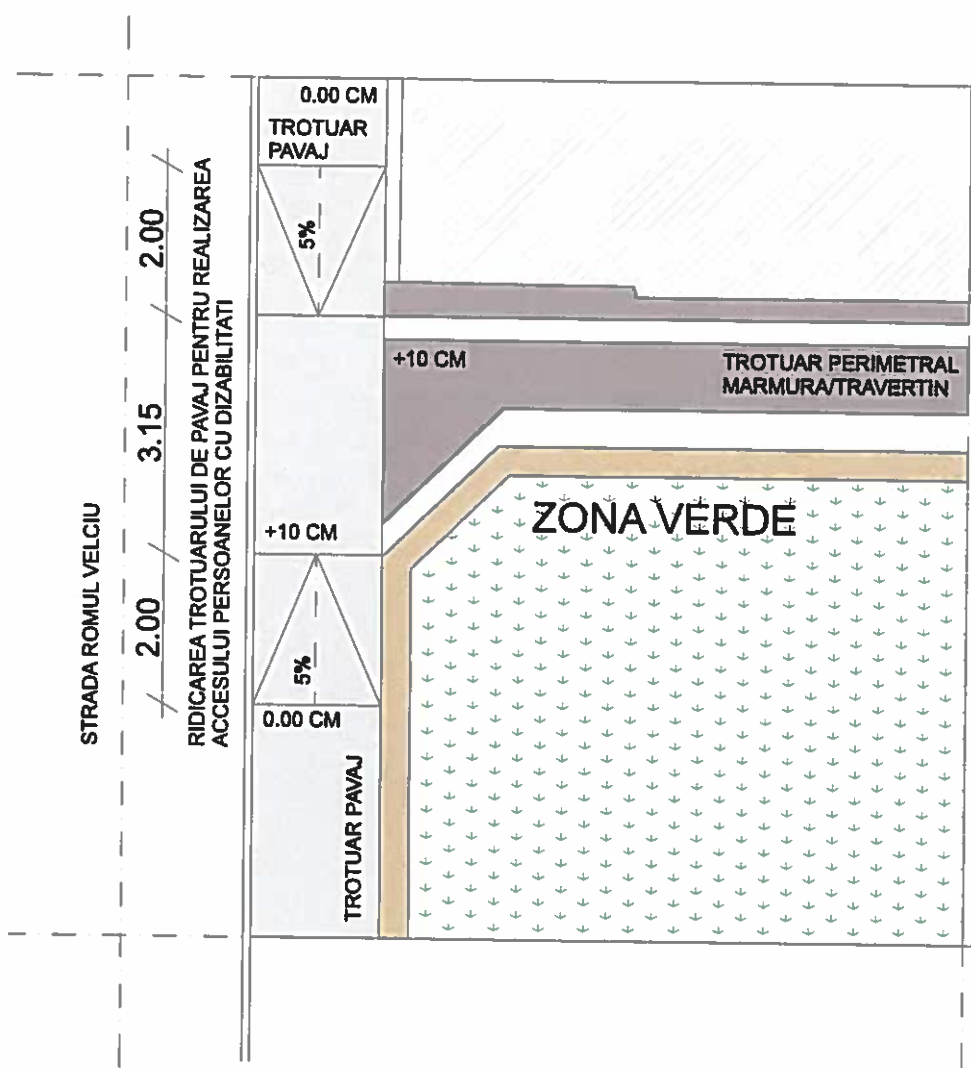 0.00 CM
TROTUAR
PAVAJ
5%
2.00
3.15
2.00
STRADA ROMUL VELCIU
RIDICAREA TROTUARULUI DE PAVAJ PENTRU REALIZAREA
ACCESULUI PERSOANELOR CU DIZABILITATI
+10 CM
TROTUAR PERIMETRAL
MARMURA/TRAVERTIN
ZONA VERDE
+10 CM
5%
0.00 CM
TROTUAR PAVAJ